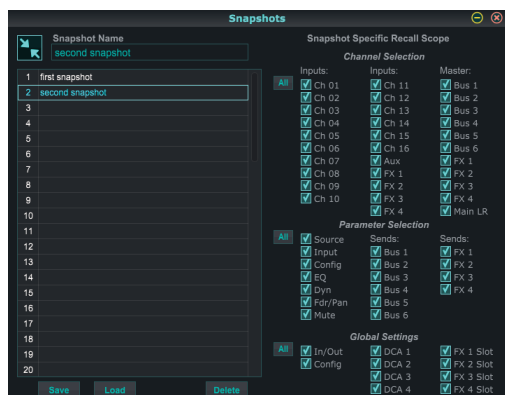 Snapshots
Snapshot Name
second snapshot
1 first snapshot
2 second snapshot
3
4
5
6
7
8
9
10
11
12
13
14
15
16
17
18
19
20
Save Load Delete
Snapshot Specific Recall Scope
Channel Selection
Inputs: Inputs: Master:
All Ch 01 Ch 11 Bus 1
Ch 02 Ch 12 Bus 2
Ch 03 Ch 13 Bus 3
Ch 04 Ch 14 Bus 4
Ch 05 Ch 15 Bus 5
Ch 06 Ch 16 Bus 6
Ch 07 Aux FX 1
Ch 08 FX 1 FX 2
Ch 09 FX 2 FX 3
Ch 10 FX 3 FX 4
FX 4 Main LR
Parameter Selection
All Source Sends: Sends:
Input Bus 1 FX 1
Config Bus 2 FX 2
EQ Bus 3 FX 3
Dyn Bus 4 FX 4
Fdr/Pan Bus 5
Mute Bus 6
Global Settings
All In/Out DCA 1 FX 1 Slot
Config DCA 2 FX 2 Slot
DCA 3 FX 3 Slot
DCA 4 FX 4 Slot